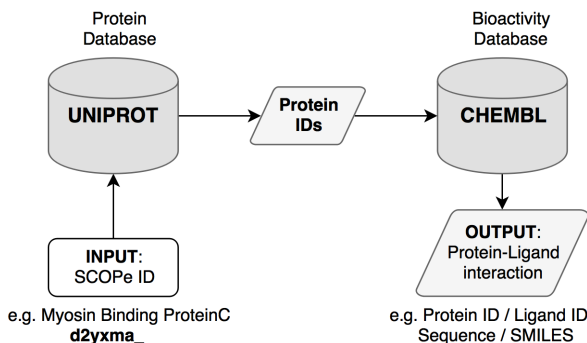 Protein
Database
Bioactivity
Database
UNIPROT
Protein
IDs
CHEMBL
INPUT:
SCOPe ID
OUTPUT:
Protein-Ligand
interaction
e.g. Myosin Binding ProteinC
d2yxma_
e.g. Protein ID / Ligand ID
Sequence / SMILES